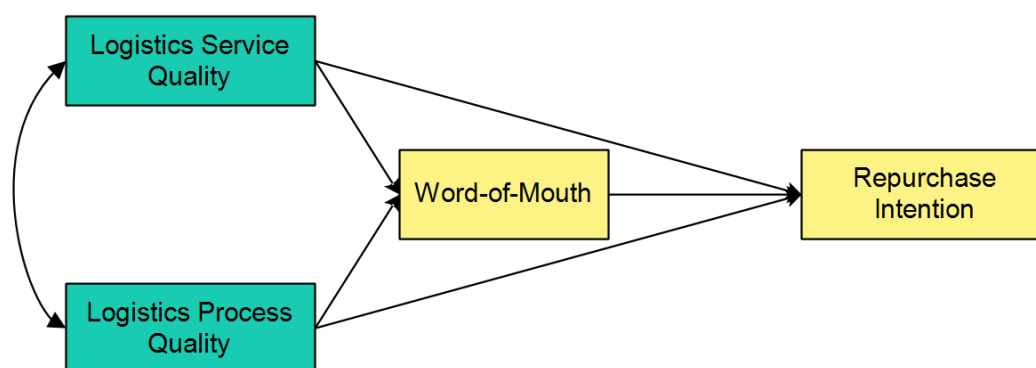 Logistics Service
Quality
Word-of-Mouth
Repurchase
Intention
Logistics Process
Quality